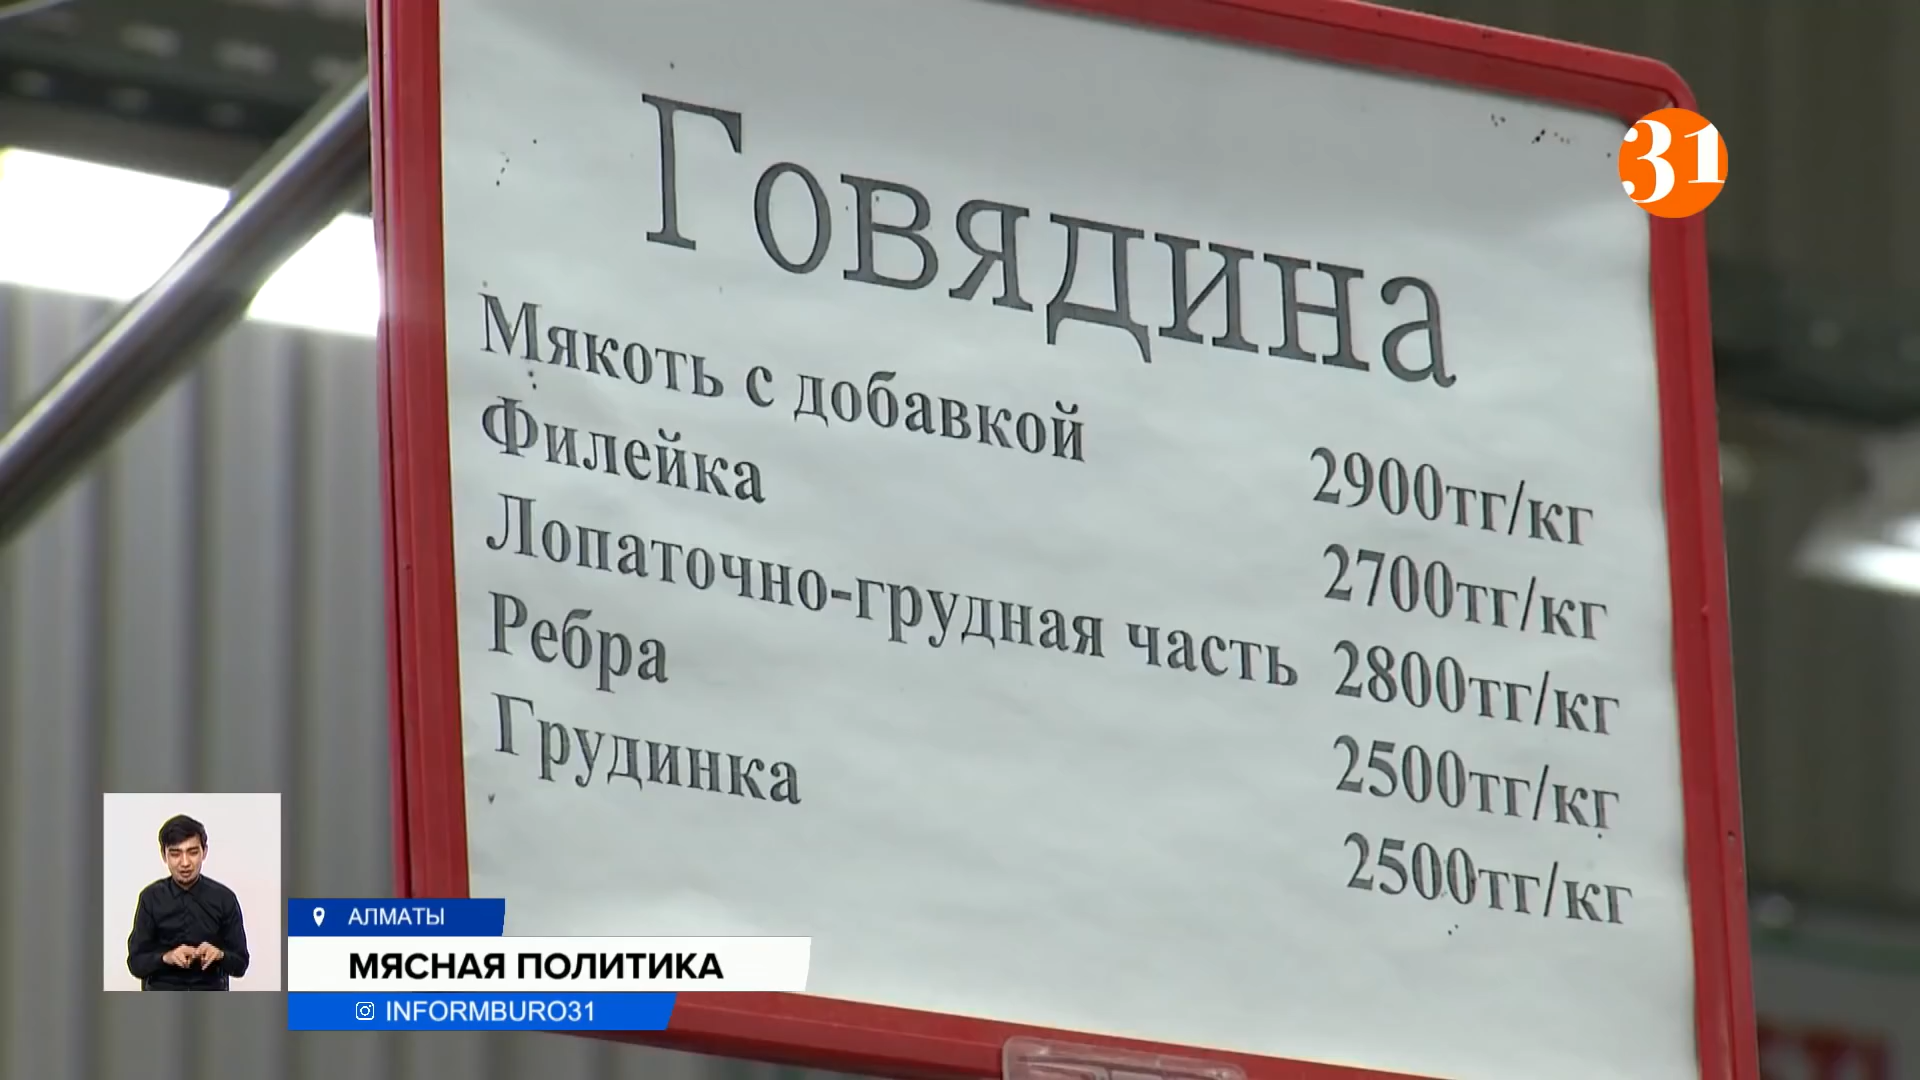 31
Говядина
Мякоть с добавкой 2900тг/кг
Филейка 2700тг/кг
Лопаточно-грудная часть 2800тг/кг
Ребра 2500тг/кг
Грудинка 2500тг/кг
АЛМАТЫ
МЯСНАЯ ПОЛИТИКА
INFORMBURO31